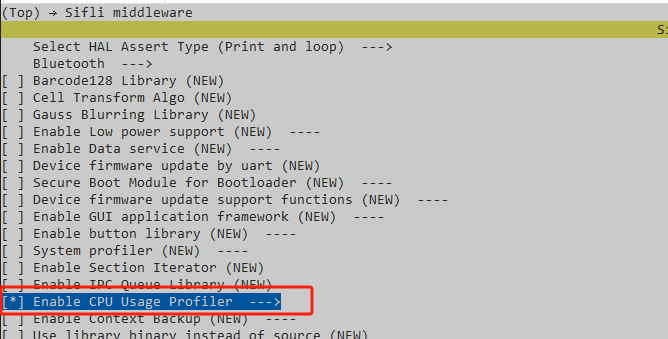 (Top) → Sifli middleware
Si
Select HAL Assert Type (Print and loop)  --->
Bluetooth  --->
[ ] Barcode128 Library (NEW)
[ ] Cell Transform Algo (NEW)
[ ] Gauss Blurring Library (NEW)
[ ] Enable Low power support (NEW)  ----
[ ] Enable Data service (NEW)  ----
[ ] Device firmware update by uart (NEW)
[ ] Secure Boot Module for Bootloader (NEW)  ----
[ ] Device firmware update support functions (NEW)  ----
[ ] Enable GUI application framework (NEW)  ----
[ ] Enable button library (NEW)  ----
[ ] System profiler (NEW)  ----
[ ] Enable Section Iterator (NEW)
[ ] Enable IPC Queue Library (NEW)
[*] Enable CPU Usage Profiler  --->
[ ] Enable Context Backup (NEW)  ----
[ ] Use library binary instead of source (NEW)